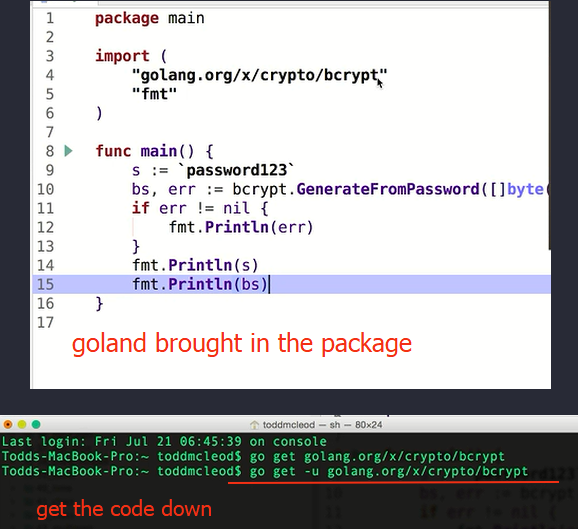 1 package main
2
3 import (
4 "golang.org/x/crypto/bcrypt"
5 "fmt"
6 )
7
8 func main() {
9 s := `password123`
10 bs, err := bcrypt.GenerateFromPassword([]byte(
11 if err != nil {
12 fmt.Println(err)
13 }
14 fmt.Println(s)
15 fmt.Println(bs)
16 }
17
goland brought in the package
toddmcleod — sh — 80×24
Last login: Fri Jul 21 06:45:39 on console
Todds-MacBook-Pro:~ toddmcleod$ go get golang.org/x/crypto/bcrypt
Todds-MacBook-Pro:~ toddmcleod$ go get -u golang.org/x/crypto/bcrypt
get the code down